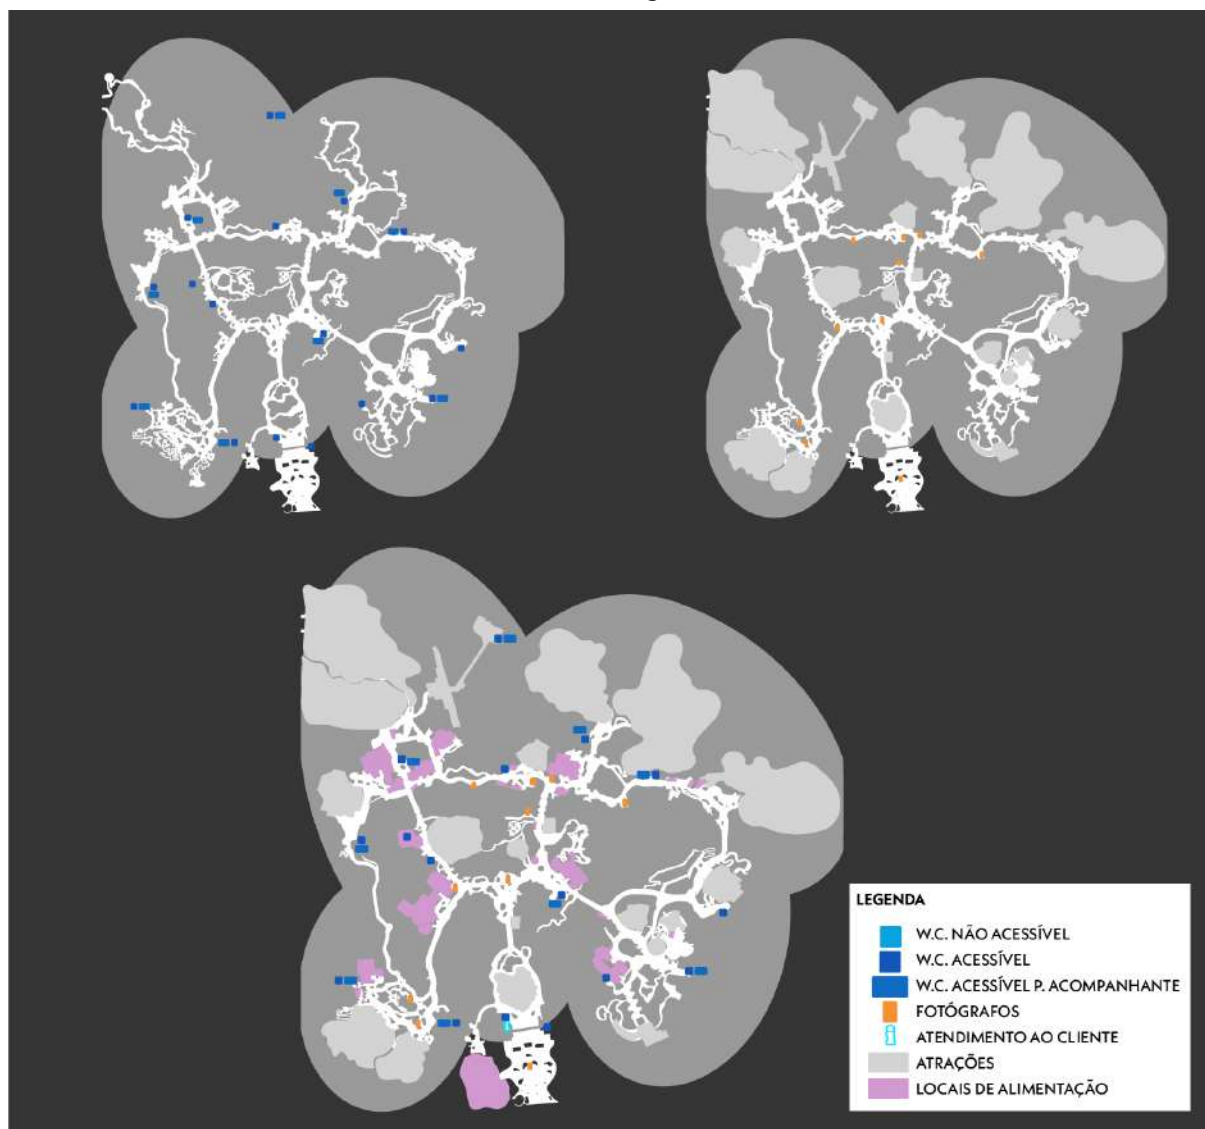 LEGENDA
W.C. NÃO ACESSÍVEL
W.C. ACESSÍVEL
W.C. ACESSÍVEL P. ACOMPANHANTE
FOTÓGRAFOS
ATENDIMENTO AO CLIENTE
ATRAÇÕES
LOCAIS DE ALIMENTAÇÃO